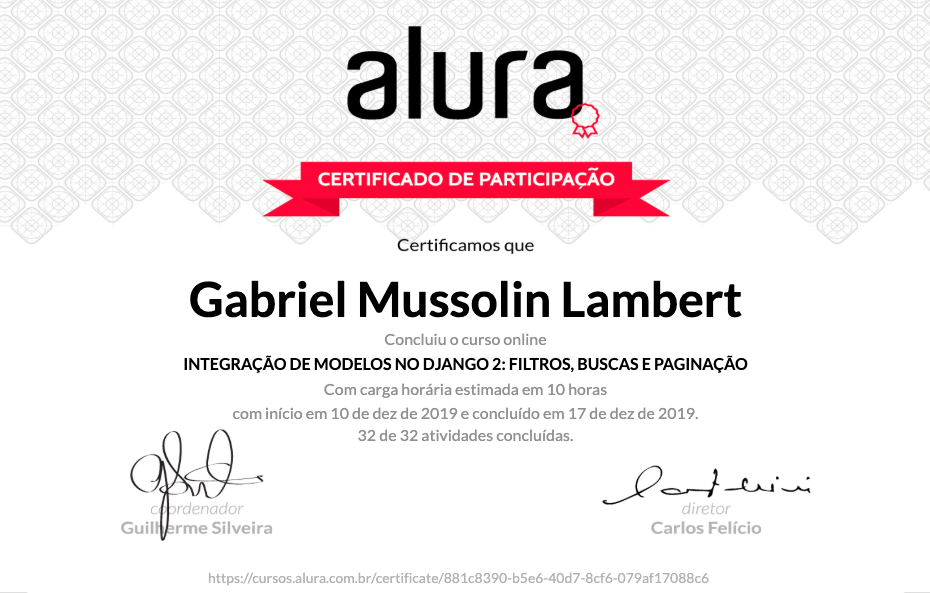 alura
CERTIFICADO DE PARTICIPAÇÃO
Certificamos que
Gabriel Mussolin Lambert
Concluiu o curso online
INTEGRAÇÃO DE MODELOS NO DJANGO 2: FILTROS, BUSCAS E PAGINAÇÃO
Com carga horária estimada em 10 horas
com início em 10 de dez de 2019 e concluído em 17 de dez de 2019.
32 de 32 atividades concluídas.
coordenador
Guilherme Silveira
diretor
Carlos Felício
https://cursos.alura.com.br/certificate/881c8390-b5e6-40d7-8cf6-079af17088c6